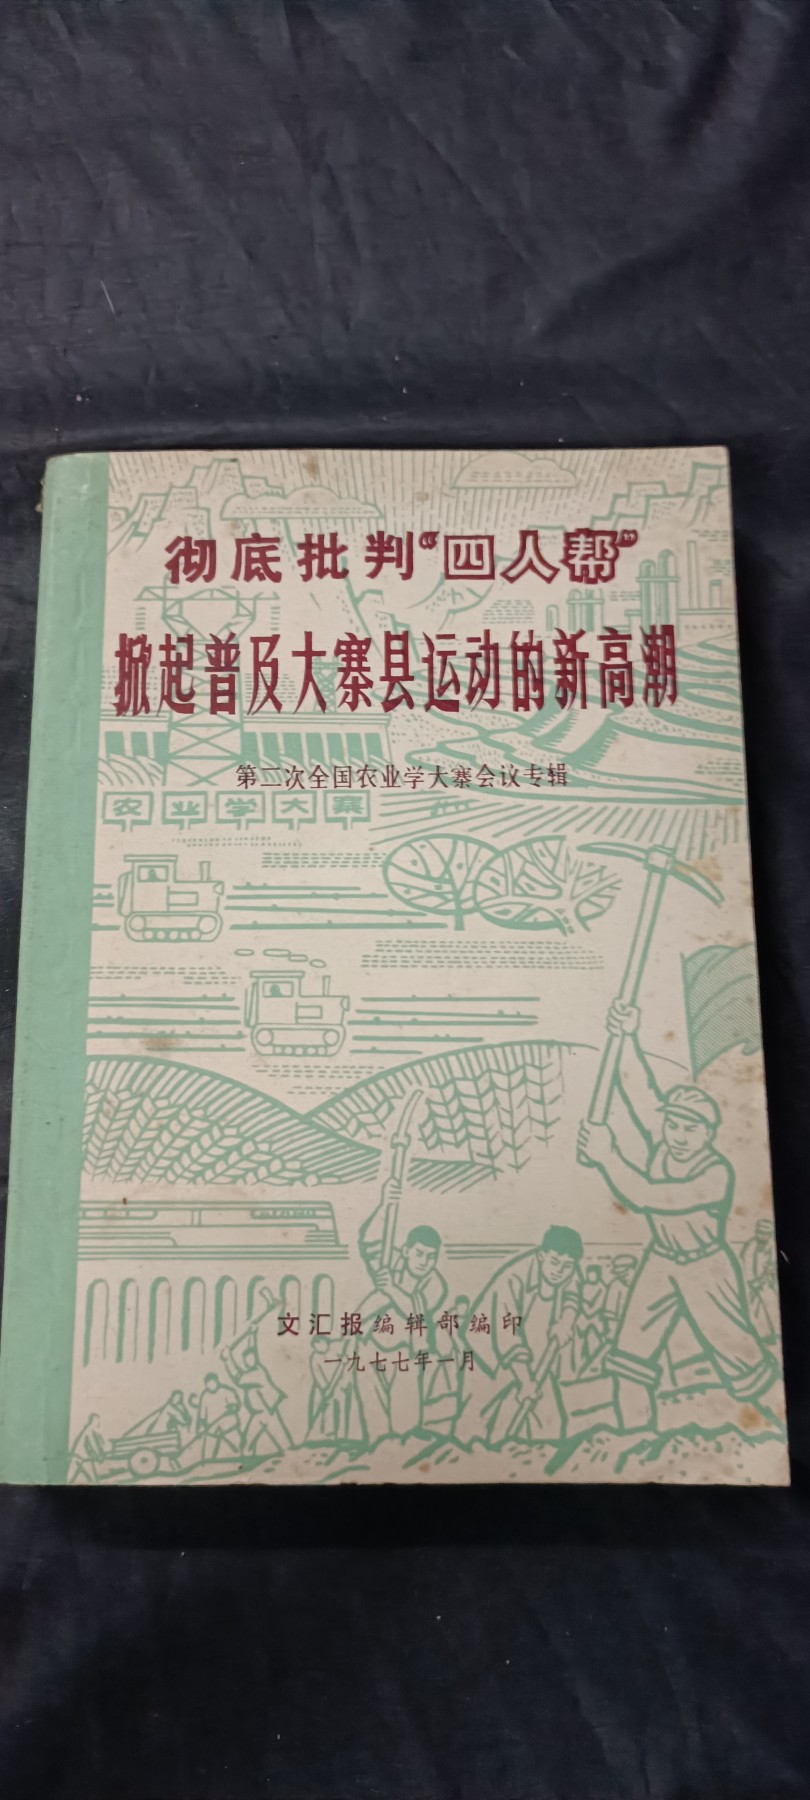 彻底批判“四人帮”
掀起普及大寨县运动的新高潮
第二次全国农业学大寨会议专辑
农业学大寨
文汇报编辑部编印
一九七七年一月